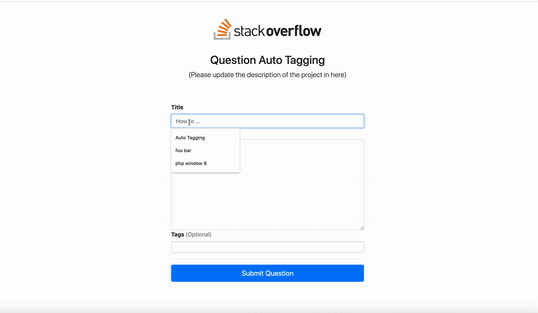 stackoverflow
Question Auto Tagging
(Please update the description of the project in here)
Title
How to ...
Auto Tagging
foo bar
php window 8
Tags (Optional)
Submit Question